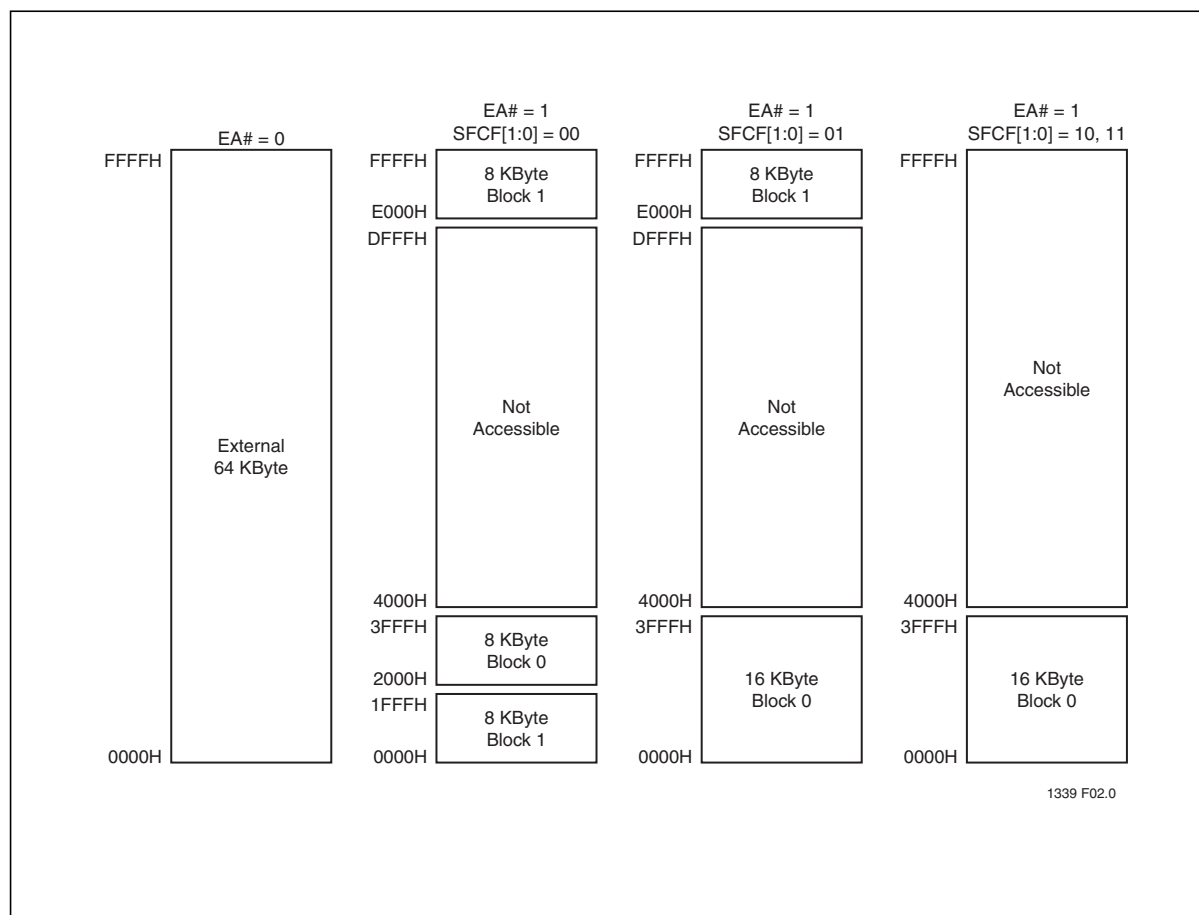 EA# = 0
FFFFH
External
64 KByte
0000H
EA# = 1
SFCF[1:0] = 00
FFFFH
8 KByte
Block 1
E000H
DFFFH
Not
Accessible
4000H
3FFFH
8 KByte
Block 0
2000H
1FFFH
8 KByte
Block 1
0000H
EA# = 1
SFCF[1:0] = 01
FFFFH
8 KByte
Block 1
E000H
DFFFH
Not
Accessible
4000H
3FFFH
16 KByte
Block 0
0000H
EA# = 1
SFCF[1:0] = 10, 11
FFFFH
Not
Accessible
4000H
3FFFH
16 KByte
Block 0
0000H
1339 F02.0